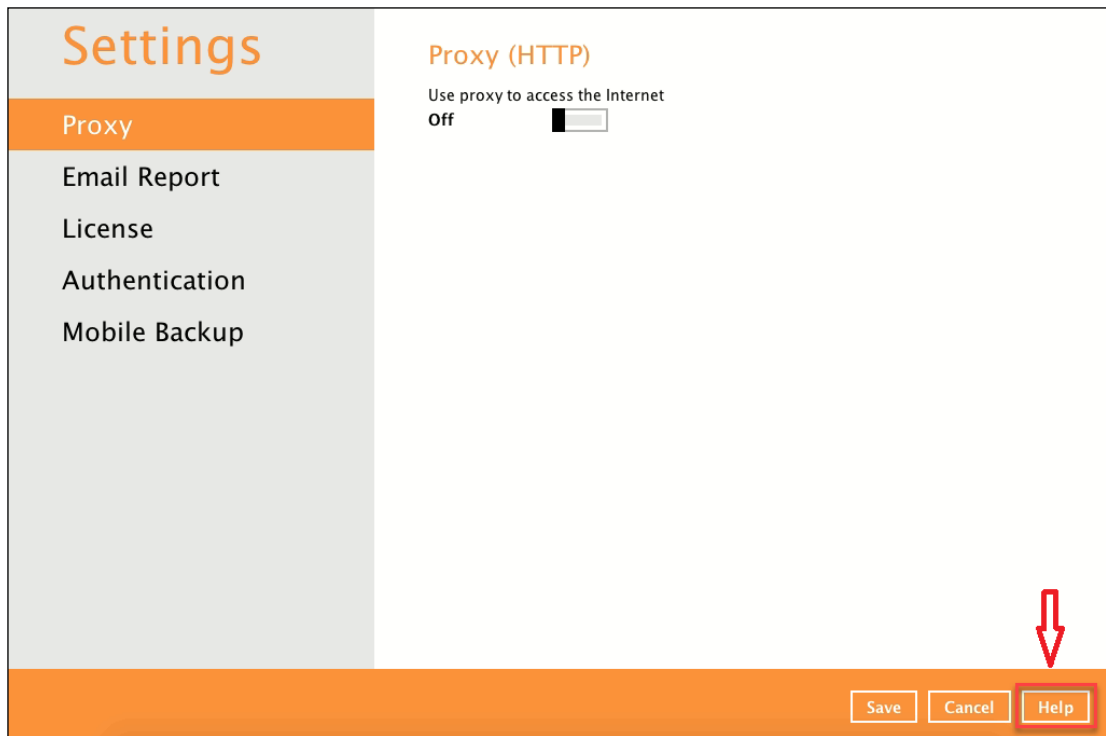 Settings
Proxy
Email Report
License
Authentication
Mobile Backup
Proxy (HTTP)
Use proxy to access the Internet
Off
Save
Cancel
Help